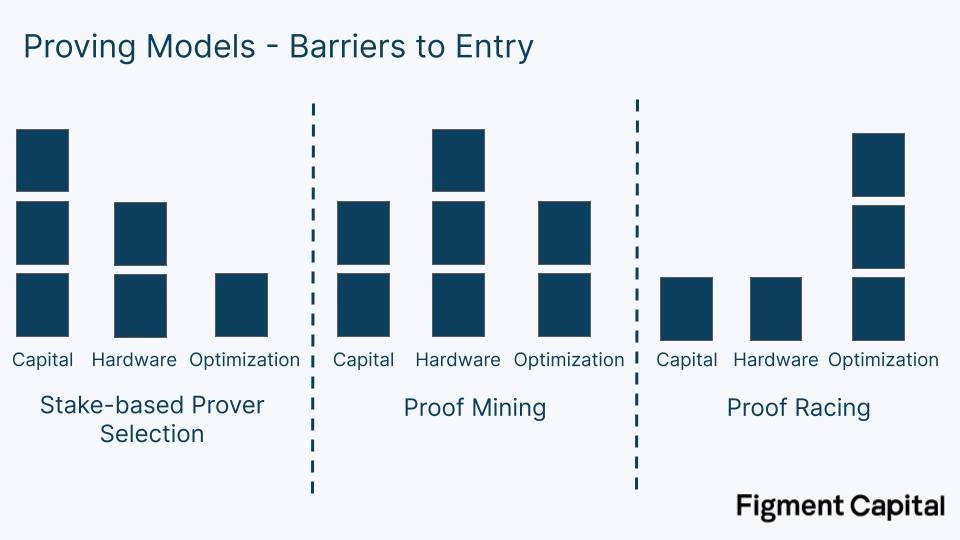 Proving Models - Barriers to Entry
Capital Hardware Optimization
Stake-based Prover
Selection
Capital Hardware Optimization
Proof Mining
Capital Hardware Optimization
Proof Racing
Figment Capital